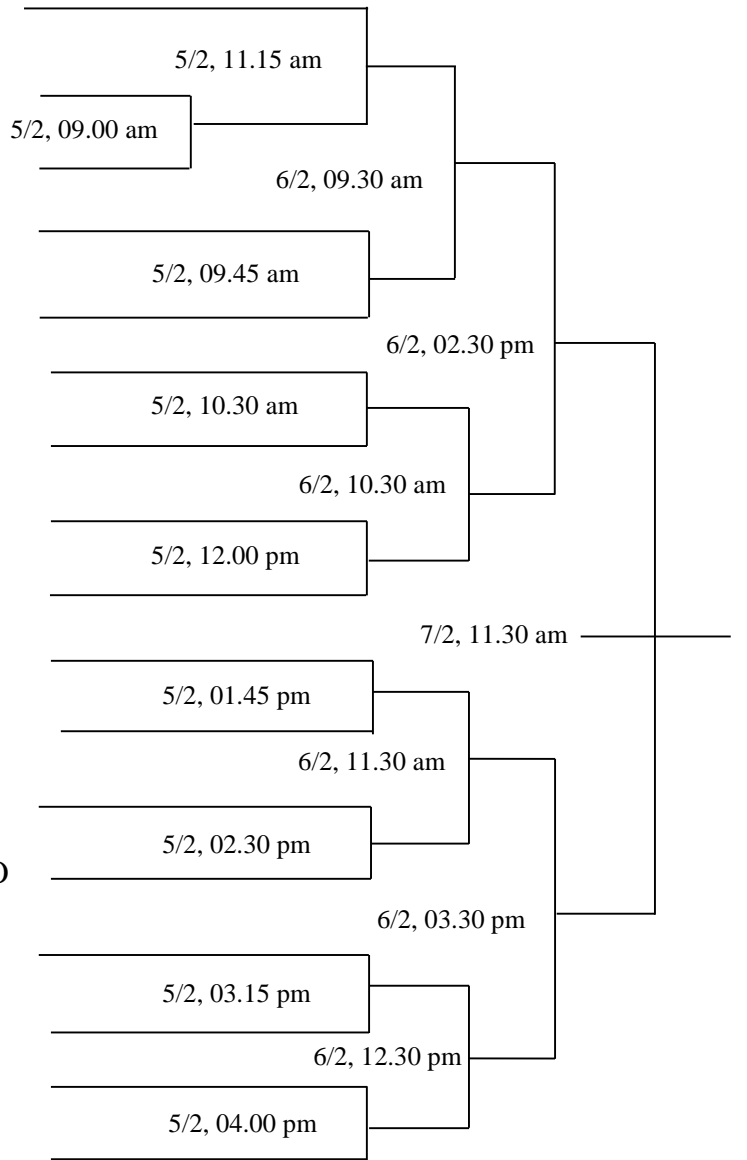 5/2, 11.15 am
5/2, 09.00 am
6/2, 09.30 am
5/2, 09.45 am
6/2, 02.30 pm
5/2, 10.30 am
6/2, 10.30 am
5/2, 12.00 pm
7/2, 11.30 am
5/2, 01.45 pm
6/2, 11.30 am
5/2, 02.30 pm
6/2, 03.30 pm
5/2, 03.15 pm
6/2, 12.30 pm
5/2, 04.00 pm